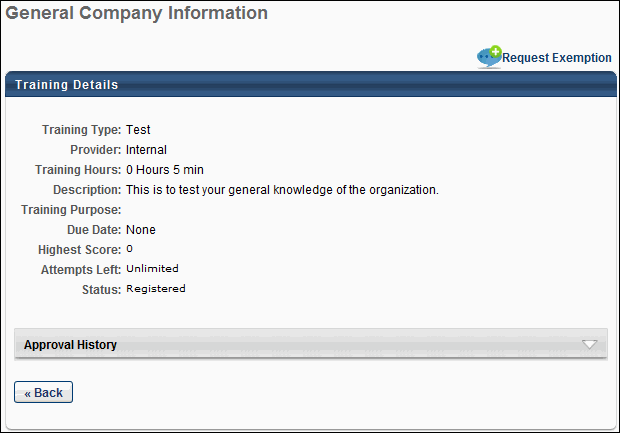 General Company Information
Request Exemption
Training Details
Training Type: Test
Provider: Internal
Training Hours: 0 Hours 5 min
Description: This is to test your general knowledge of the organization.
Training Purpose:
Due Date: None
Highest Score: 0
Attempts Left: Unlimited
Status: Registered
Approval History
« Back